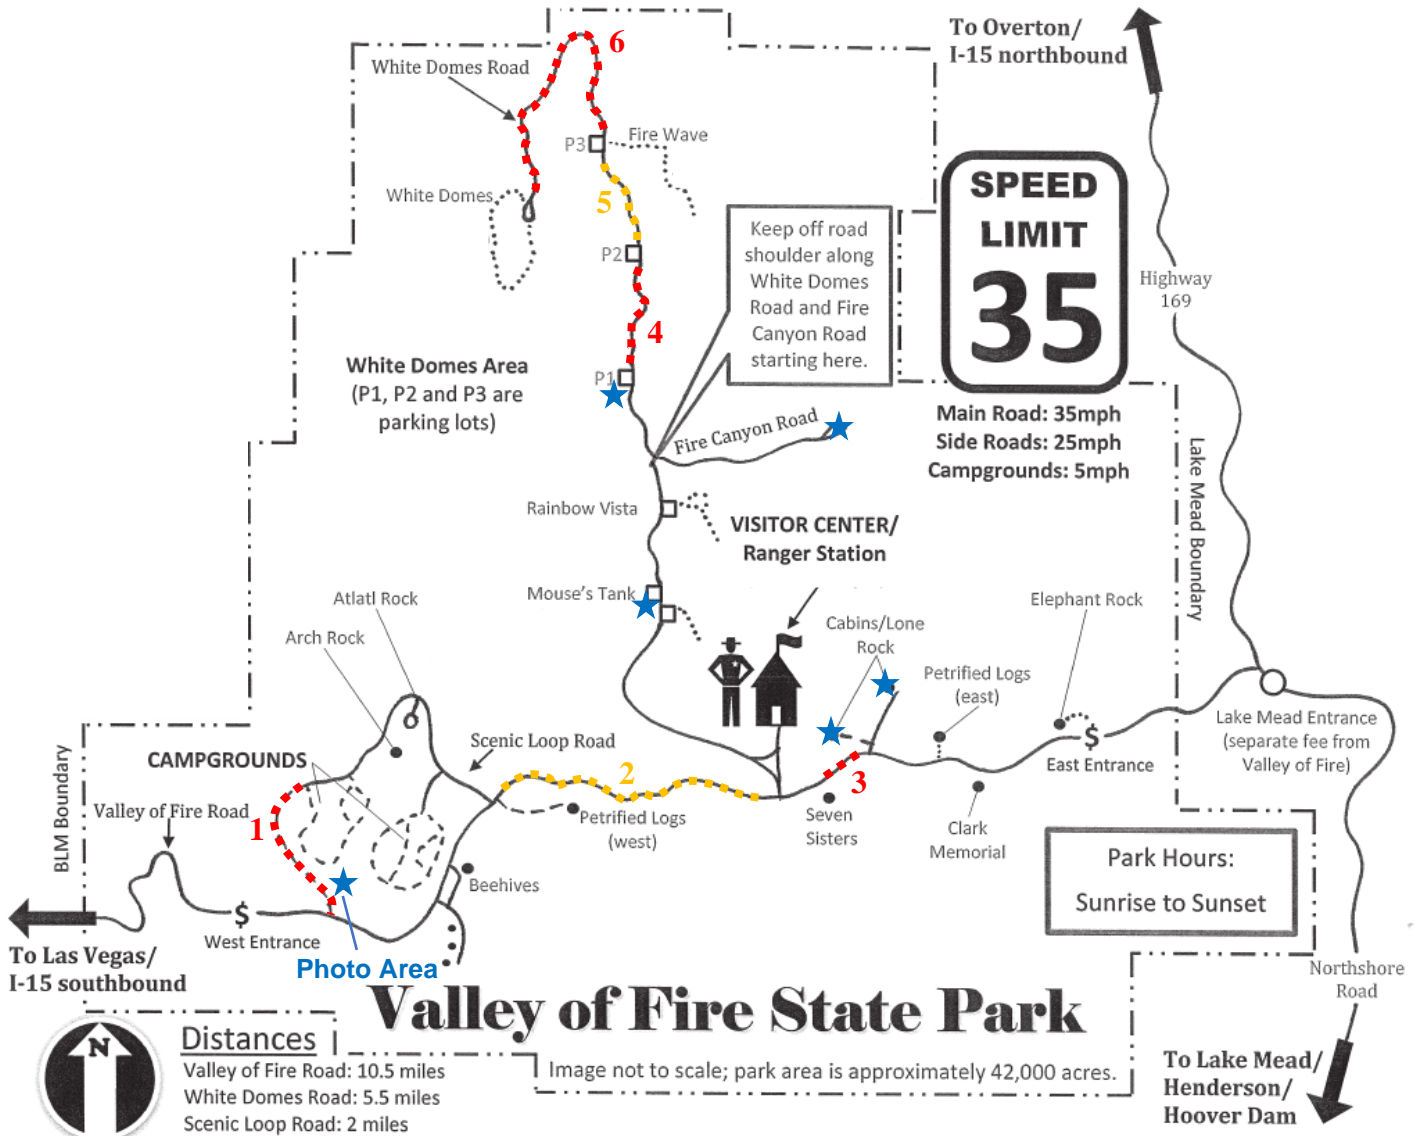 To Overton/
I-15 northbound
6
White Domes Road
P3
Fire Wave
5
White Domes
P2
4
Keep off road
shoulder along
White Domes
Road and Fire
Canyon Road
starting here.
SPEED
LIMIT
35
Highway
169
White Domes Area
(P1, P2 and P3 are
parking lots)
P1
Fire Canyon Road
Main Road: 35mph
Side Roads: 25mph
Campgrounds: 5mph
Lake Mead Boundary
Rainbow Vista
VISITOR CENTER/
Ranger Station
Mouse's Tank
Atlatl Rock
Arch Rock
Cabins/Lone
Rock
Elephant Rock
Petrified Logs
(east)
Scenic Loop Road
CAMPGROUNDS
Valley of Fire Road
BLM Boundary
1
2
3
Petrified Logs
(west)
Seven
Sisters
Clark
Memorial
$
East Entrance
Lake Mead Entrance
(separate fee from
Valley of Fire)
Beehives
$
West Entrance
Photo Area
Park Hours:
Sunrise to Sunset
To Las Vegas/
I-15 southbound
Northshore
Road
Valley of Fire State Park
N
Distances
Valley of Fire Road: 10.5 miles
White Domes Road: 5.5 miles
Scenic Loop Road: 2 miles
Image not to scale; park area is approximately 42,000 acres.
To Lake Mead/
Henderson/
Hoover Dam